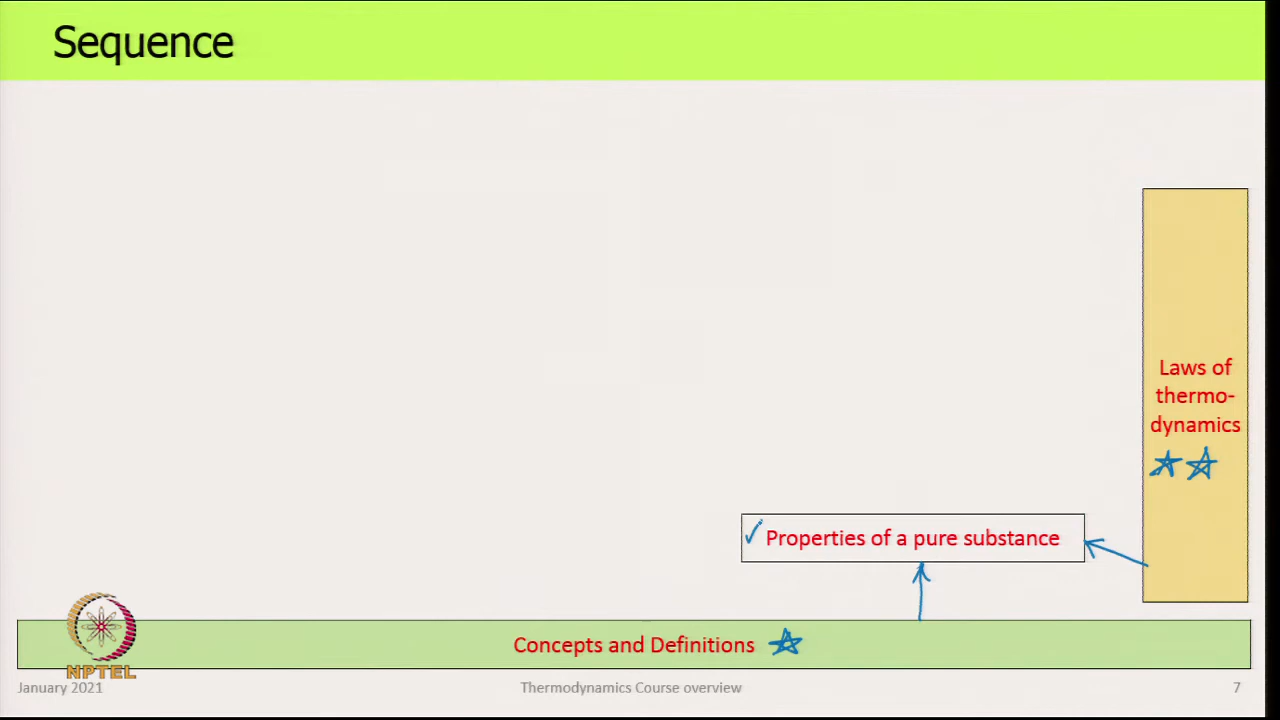 Sequence
Laws of
thermo-
dynamics
Properties of a pure substance
Concepts and Definitions
NPTEL
January 2021
Thermodynamics Course overview
7